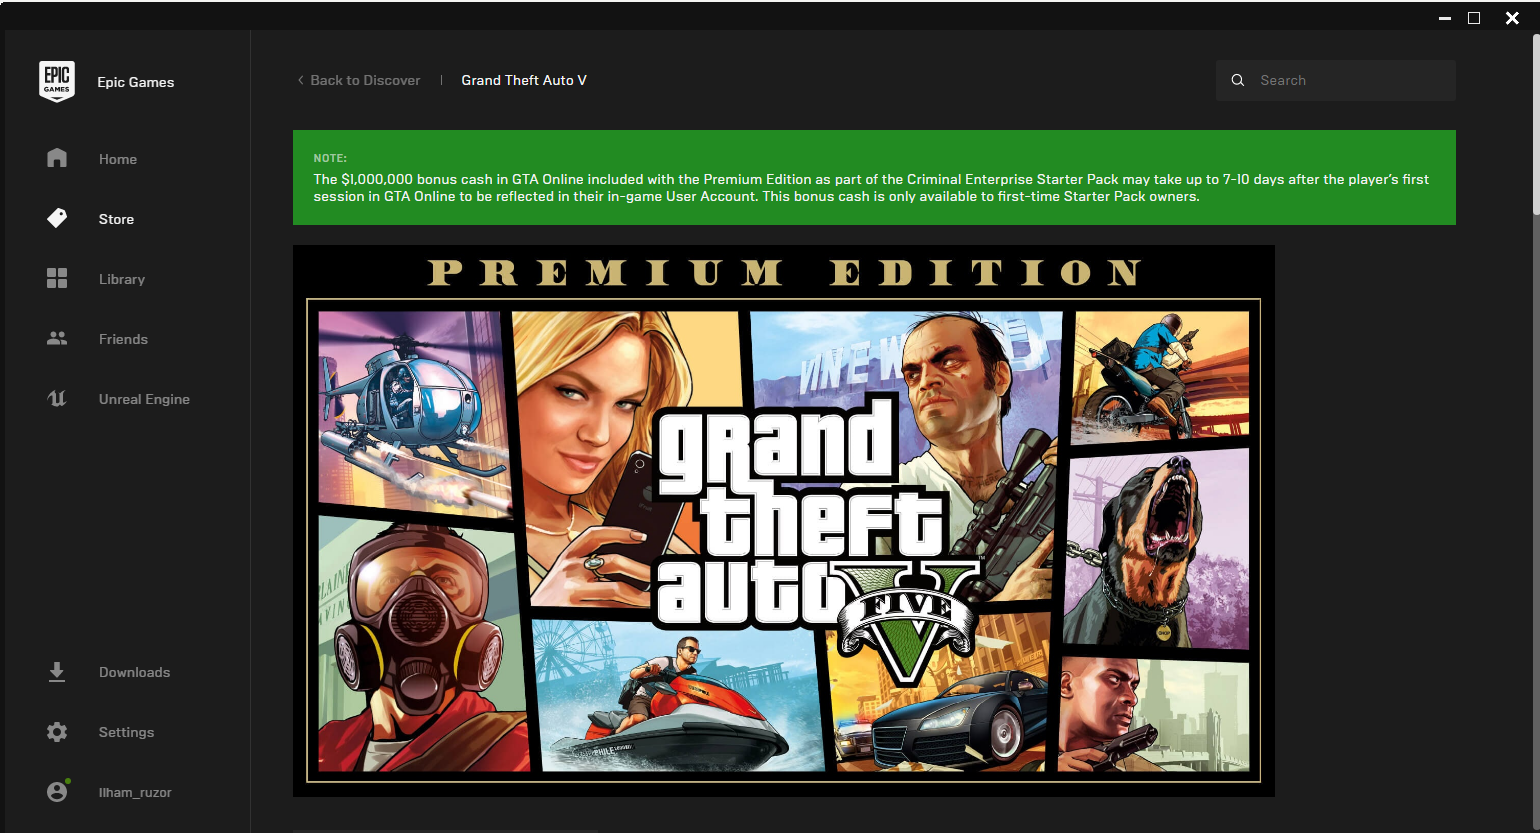 EPIC
GAMES
Epic Games
Home
Store
Library
Friends
Unreal Engine
Downloads
Settings
Ilham_ruzor
Back to Discover
Grand Theft Auto V
Search
NOTE:
The $1,000,000 bonus cash in GTA Online included with the Premium Edition as part of the Criminal Enterprise Starter Pack may take up to 7-10 days after the player's first
session in GTA Online to be reflected in their in-game User Account. This bonus cash is only available to first-time Starter Pack owners.
PREMIUM EDITION
VINEW
grand
theft
auto V
FIVE
TM
CHOP